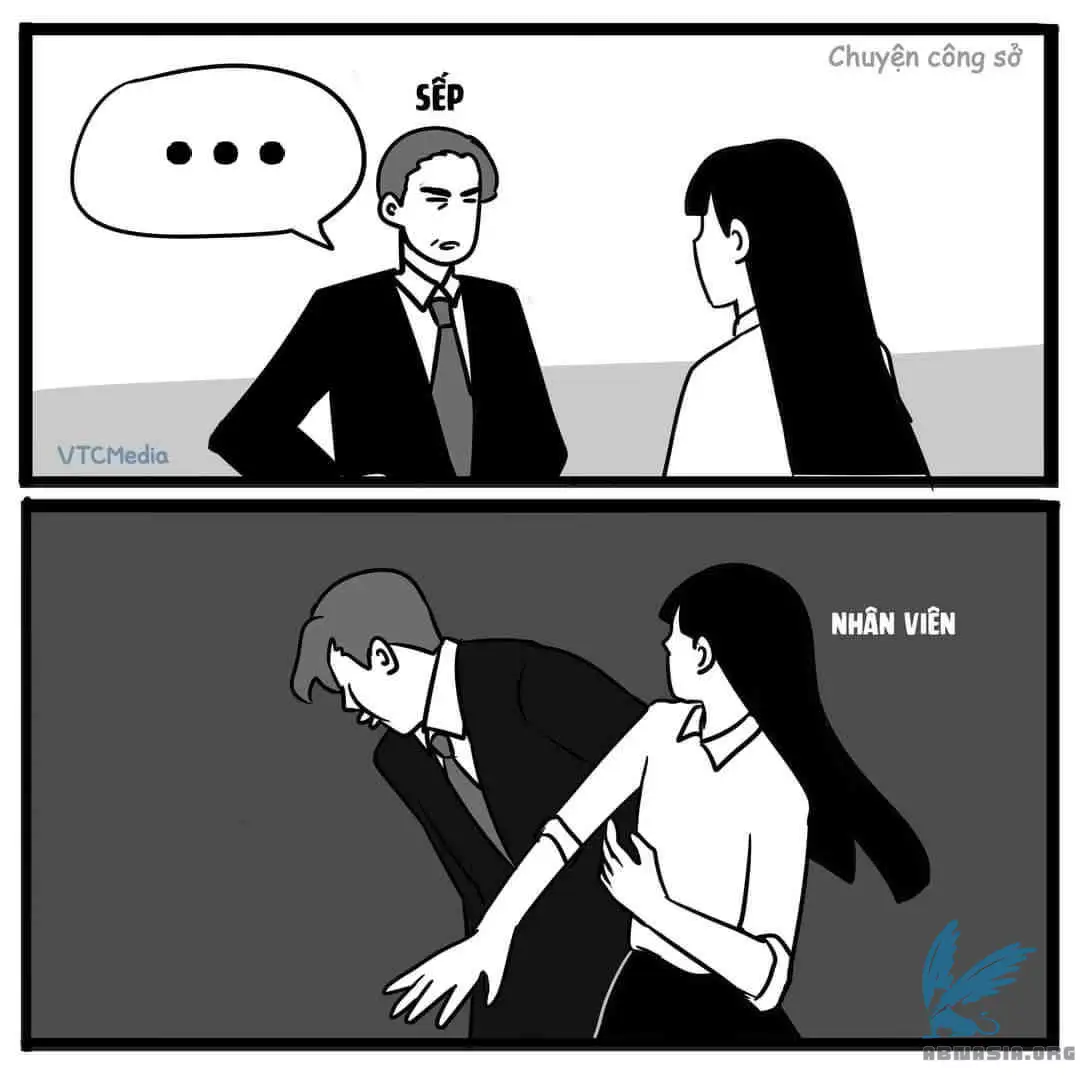 Chuyện công sở
SẾP
•••
VTCMedia
NHÂN VIÊN
ABMASIA.ORG